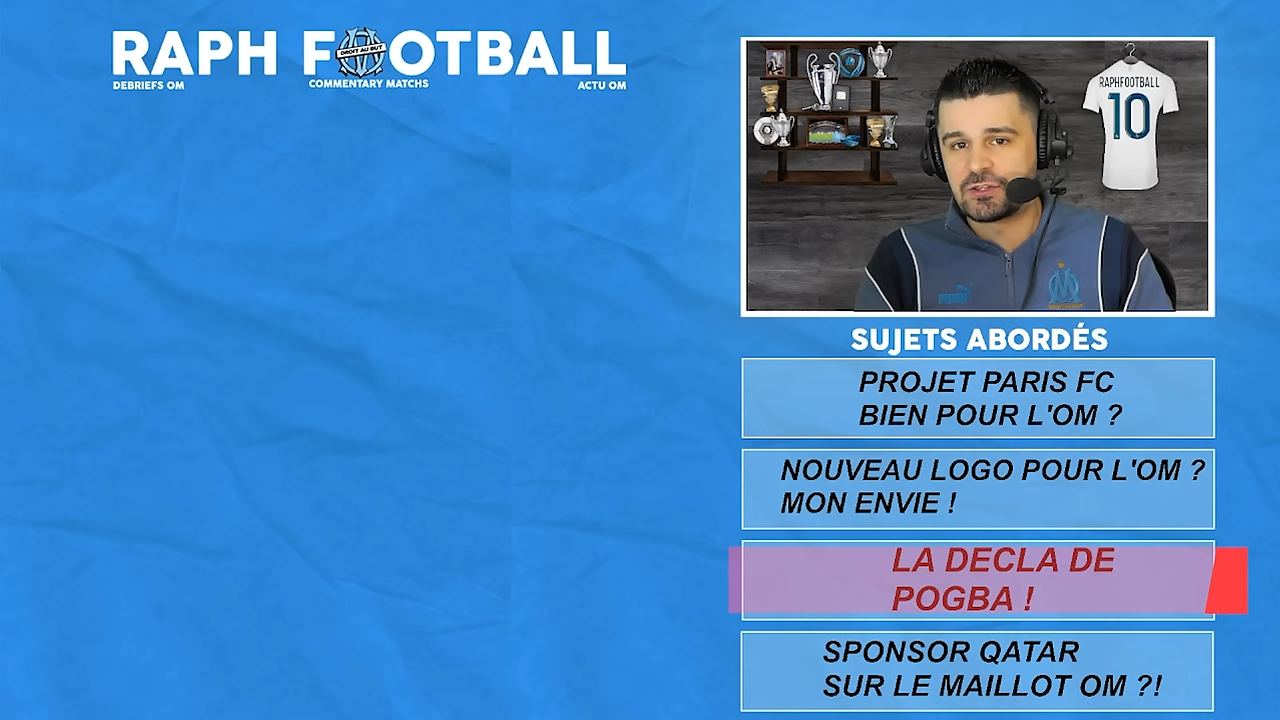 RAPH FOOTBALL
DROIT AU BUT
DEBRIEFS OM
COMMENTARY MATCHS
ACTU OM
RAPHFOOTBALL
10
PUMA
SUJETS ABORDÉS
PROJET PARIS FC
BIEN POUR L'OM ?
NOUVEAU LOGO POUR L'OM ?
MON ENVIE !
LA DECLA DE
POGBA !
SPONSOR QATAR
SUR LE MAILLOT OM ?!